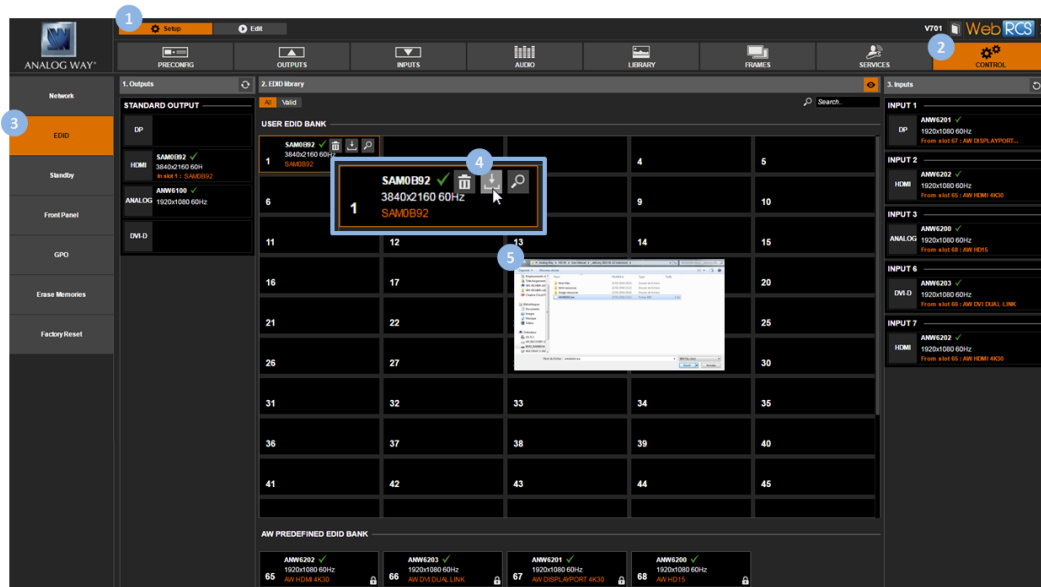 1
Setup
Edit
V701
Web RCS
2
ANALOG WAY®
PRECONFIG
OUTPUTS
INPUTS
AUDIO
LIBRARY
FRAMES
SERVICES
CONTROL
Network
3
EDID
Standby
Front Panel
GPO
Erase Memories
Factory Reset
1. Outputs
STANDARD OUTPUT
DP
HDMI
SAM0B92
3840x2160 60H
In slot 1 : SAM0B92
ANALOG
ANW6100
1920x1080 60Hz
DVI-D
2. EDID library
All
Valid
Search..
USER EDID BANK
SAM0B92
3840x2160 60Hz
1
SAM0B92
4
5
4
SAM0B92
3840x2160 60Hz
1
SAM0B92
6
9
10
11
12
13
14
15
5
16
17
20
21
22
25
26
27
30
31
32
33
34
35
36
37
38
39
40
41
42
43
44
45
AW PREDEFINED EDID BANK
ANW6202
1920x1080 60Hz
65
AW HDMI 4K30
ANW6203
1920x1080 60Hz
66
AW DVI DUAL LINK
ANW6201
1920x1080 60Hz
67
AW DISPLAYPORT 4K30
ANW6200
1920x1080 60Hz
68
AW HD15
3. Inputs
INPUT 1
DP
ANW6201
1920x1080 60Hz
From slot 67 : AW DISPLAYPORT...
INPUT 2
HDMI
ANW6202
1920x1080 60Hz
From slot 65 : AW HDMI 4K30
INPUT 3
ANALOG
ANW6200
1920x1080 60Hz
From slot 68 : AW HD15
INPUT 6
DVI-D
ANW6203
1920x1080 60Hz
From slot 66 : AW DVI DUAL LINK
INPUT 7
HDMI
ANW6202
1920x1080 60Hz
From slot 65 : AW HDMI 4K30